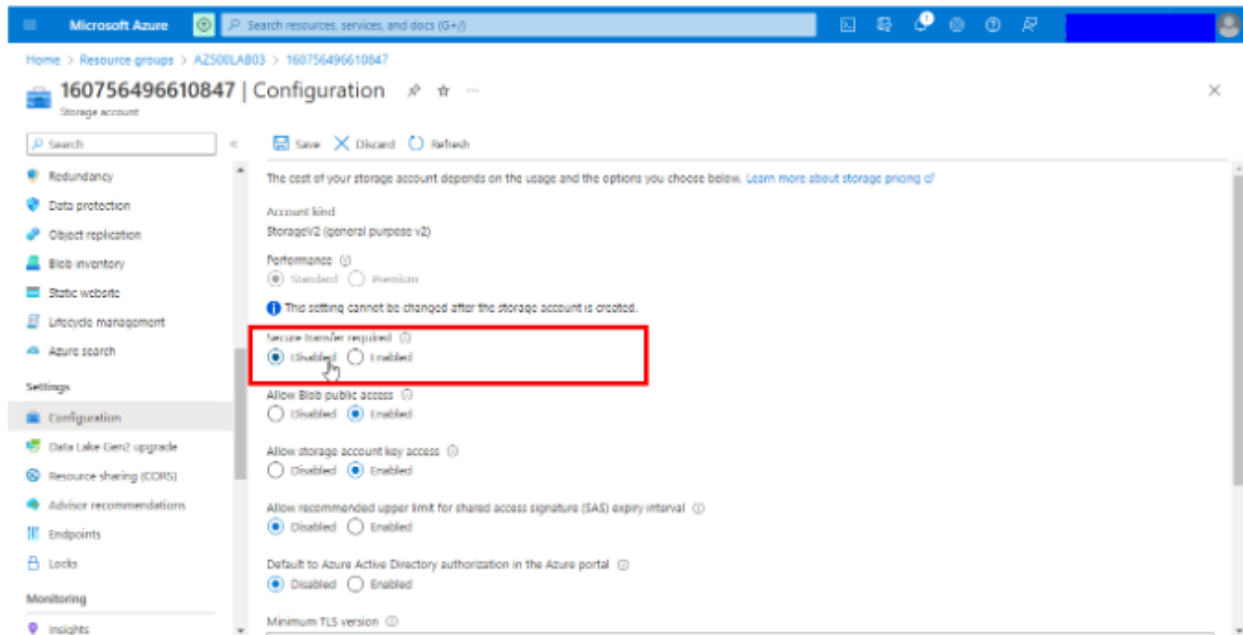 Microsoft Azure
Search resources, services, and docs (G+/)
Home > Resource groups > AZ500LAB03 > 160756496610847
160756496610847 | Configuration
Storage account
Search
Save
Discard
Refresh
Redundancy
Data protection
Object replication
Blob inventory
Static website
Lifecycle management
Azure search
Settings
Configuration
Data Lake Gen2 upgrade
Resource sharing (CORS)
Advisor recommendations
Endpoints
Locks
Monitoring
Insights
The cost of your storage account depends on the usage and the options you choose below. Learn more about storage pricing
Account kind
StorageV2 (general purpose v2)
Performance
Standard Premium
This setting cannot be changed after the storage account is created.
Secure transfer required
Disabled Enabled
Allow Blob public access
Disabled Enabled
Allow storage account key access
Disabled Enabled
Allow recommended upper limit for shared access signature (SAS) expiry interval
Disabled Enabled
Default to Azure Active Directory authorization in the Azure portal
Disabled Enabled
Minimum TLS version